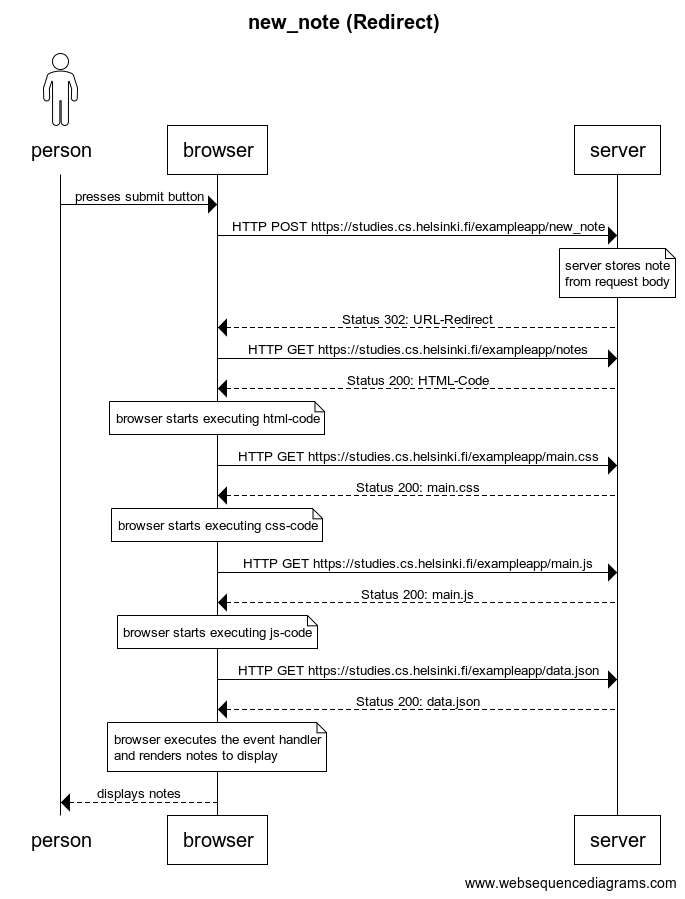 new_note (Redirect)
person
browser
server
presses submit button
HTTP POST https://studies.cs.helsinki.fi/exampleapp/new_note
server stores note
from request body
Status 302: URL-Redirect
HTTP GET https://studies.cs.helsinki.fi/exampleapp/notes
Status 200: HTML-Code
browser starts executing html-code
HTTP GET https://studies.cs.helsinki.fi/exampleapp/main.css
Status 200: main.css
browser starts executing css-code
HTTP GET https://studies.cs.helsinki.fi/exampleapp/main.js
Status 200: main.js
browser starts executing js-code
HTTP GET https://studies.cs.helsinki.fi/exampleapp/data.json
Status 200: data.json
browser executes the event handler
and renders notes to display
displays notes
person
browser
server
www.websequencediagrams.com